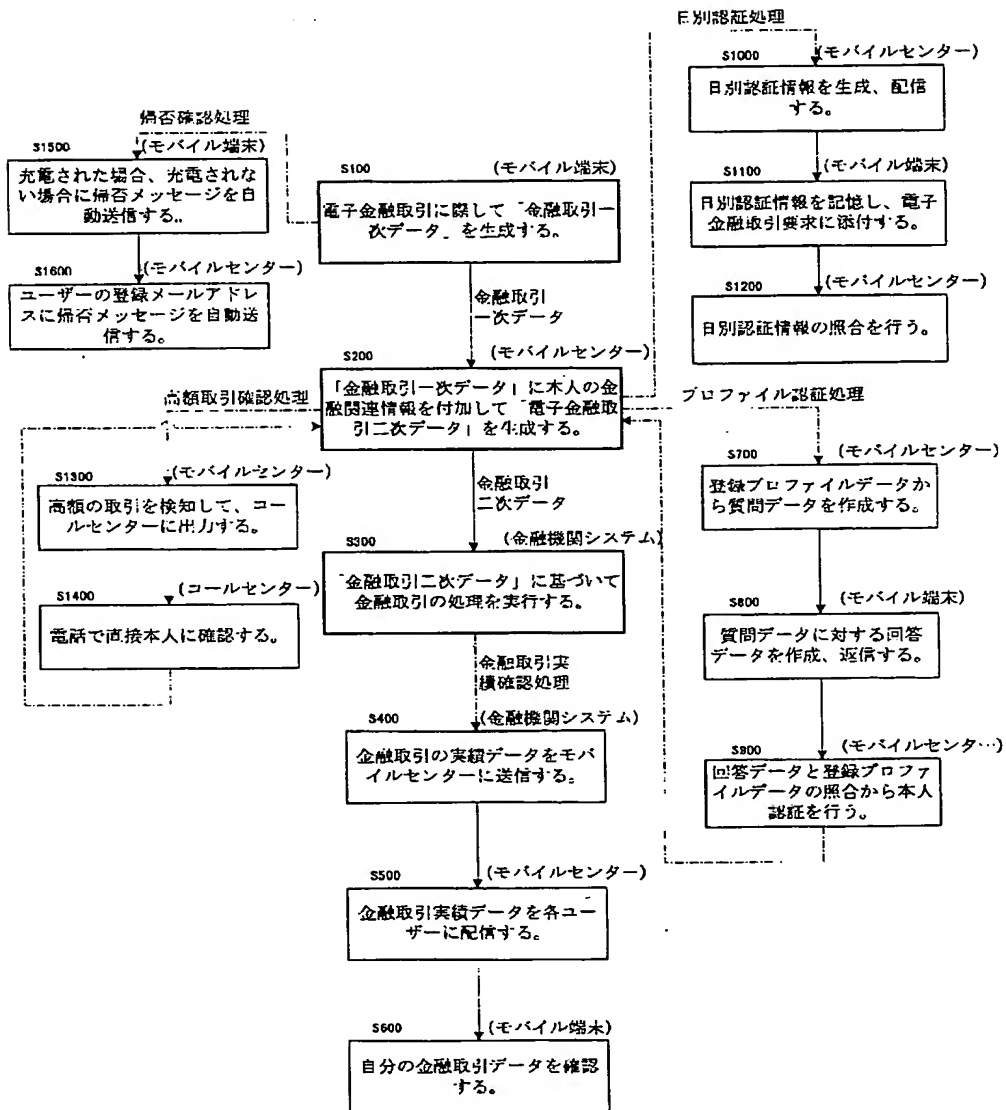 日別認証処理
S1000
(モバイルセンター)
日別認証情報を生成、配信
する。
S1100
(モバイル端末)
日別認証情報を記憶し、電子
金融取引要求に添付する。
S1200
(モバイルセンター)
日別認証情報の照合を行う。
帰否確認処理
S1500
(モバイル端末)
充電された場合、充電されな
い場合に帰否メッセージを自
動送信する。
S1600
(モバイルセンター)
ユーザーの登録メールアド
レスに帰否メッセージを自動送
信する。
S100
(モバイル端末)
電子金融取引に際して「金融取引一
次データ」を生成する。
金融取引
一次データ
S200
(モバイルセンター)
「金融取引一次データ」に本人の金
融関連情報を付加して「電子金融取
引二次データ」を生成する。
高額取引確認処理
S1300
(モバイルセンター)
高額の取引を検知して、コー
ルセンターに出力する。
S1400
(コールセンター)
電話で直接本人に確認する。
金融取引
二次データ
S300
(金融機関システム)
「金融取引二次データ」に基づいて
金融取引の処理を実行する。
金融取引実
績確認処理
S400
(金融機関システム)
金融取引の実績データをモバ
イルセンターに送信する。
S500
(モバイルセンター)
金融取引実績データを各ユー
ザーに配信する。
S600
(モバイル端末)
自分の金融取引データを確認
する。
プロファイル認証処理
S700
(モバイルセンター)
登録プロファイルデータか
ら質問データを作成する。
S800
(モバイル端末)
質問データに対する回答
データを作成、返信する。
S900
(モバイルセンタ…)
回答データと登録プロファ
イルデータの照合から本人
認証を行う。